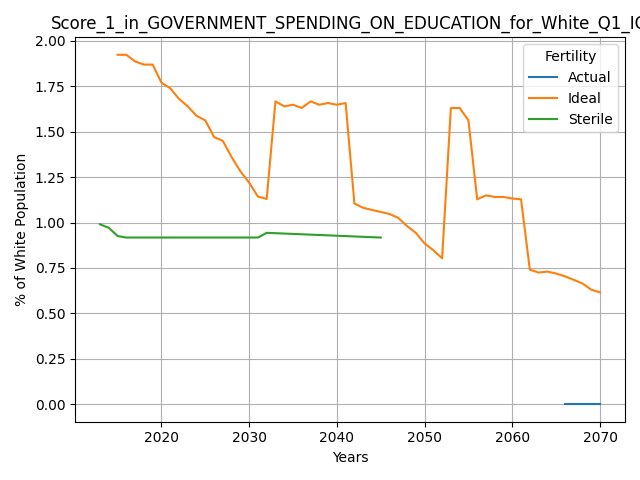 Score_1_in_GOVERNMENT_SPENDING_ON_EDUCATION_for_White_Q1_IC
Fertility
Actual
Ideal
Sterile
2.00
1.75
1.50
1.25
1.00
0.75
0.50
0.25
0.00
% of White Population
2020 2030 2040 2050 2060 2070
Years